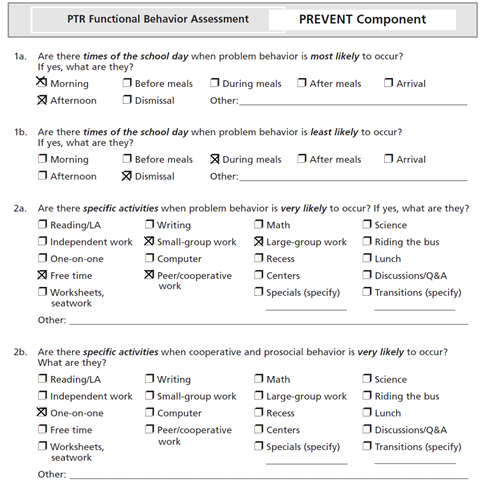 PTR Functional Behavior Assessment PREVENT Component
1a. Are there times of the school day when problem behavior is most likely to occur?
If yes, what are they?
Morning Before meals During meals After meals Arrival
Afternoon Dismissal Other:
1b. Are there times of the school day when problem behavior is least likely to occur?
If yes, what are they?
Morning Before meals During meals After meals Arrival
Afternoon Dismissal Other:
2a. Are there specific activities when problem behavior is very likely to occur? If yes, what are they?
Reading/LA Writing Math Science
Independent work Small-group work Large-group work Riding the bus
One-on-one Computer Recess Lunch
Free time Peer/cooperative work Centers Discussions/Q&A
Worksheets, seatwork Specials (specify) Transitions (specify)
Other:
2b. Are there specific activities when cooperative and prosocial behavior is very likely to occur?
What are they?
Reading/LA Writing Math Science
Independent work Small-group work Large-group work Riding the bus
One-on-one Computer Recess Lunch
Free time Peer/cooperative work Centers Discussions/Q&A
Worksheets, seatwork Specials (specify) Transitions (specify)
Other: